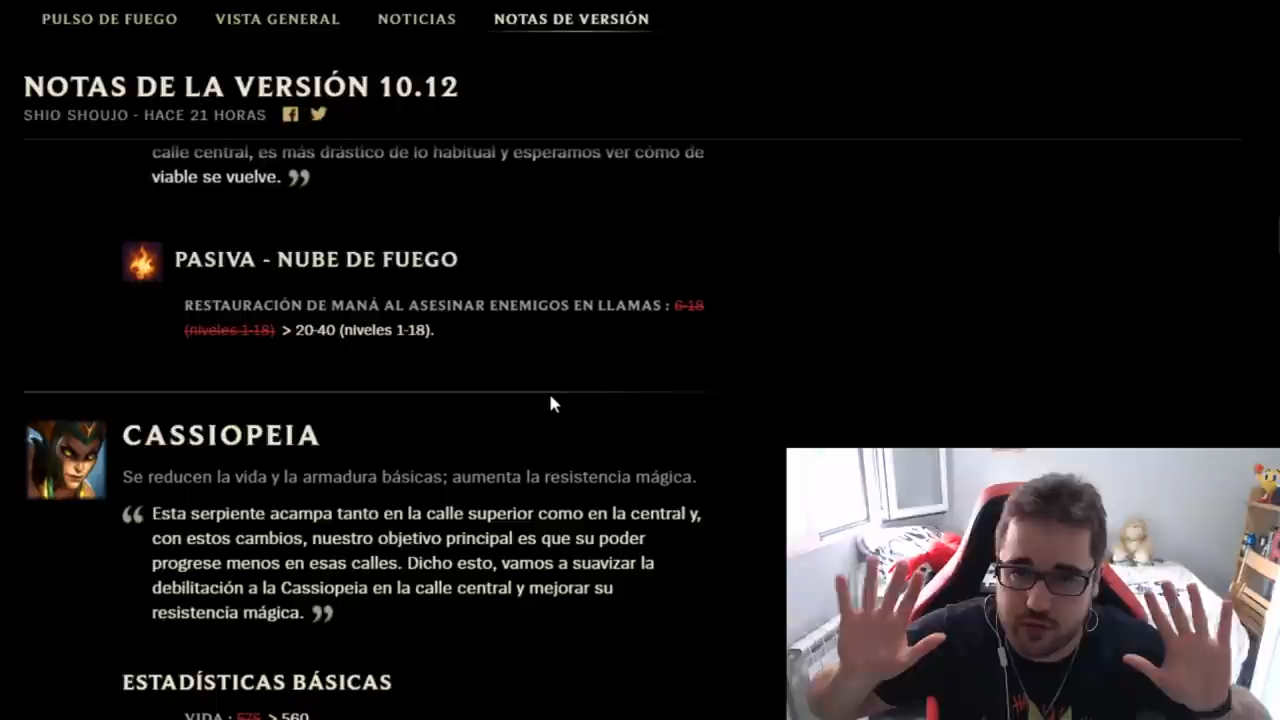 PULSO DE FUEGO VISTA GENERAL NOTICIAS NOTAS DE VERSIÓN
NOTAS DE LA VERSIÓN 10.12
SHIO SHOUJO - HACE 21 HORAS
calle central, es más drástico de lo habitual y esperamos ver cómo de
viable se vuelve. ”
PASIVA - NUBE DE FUEGO
RESTAURACIÓN DE MANÁ AL ASESINAR ENEMIGOS EN LLAMAS : 6-18
(niveles 1-18) > 20-40 (niveles 1-18).
CASSIOPEIA
Se reducen la vida y la armadura básicas; aumenta la resistencia mágica.
“ Esta serpiente acampa tanto en la calle superior como en la central y,
con estos cambios, nuestro objetivo principal es que su poder
progrese menos en esas calles. Dicho esto, vamos a suavizar la
debilitación a la Cassiopeia en la calle central y mejorar su
resistencia mágica. ”
ESTADÍSTICAS BÁSICAS
VIDA : 575 > 560